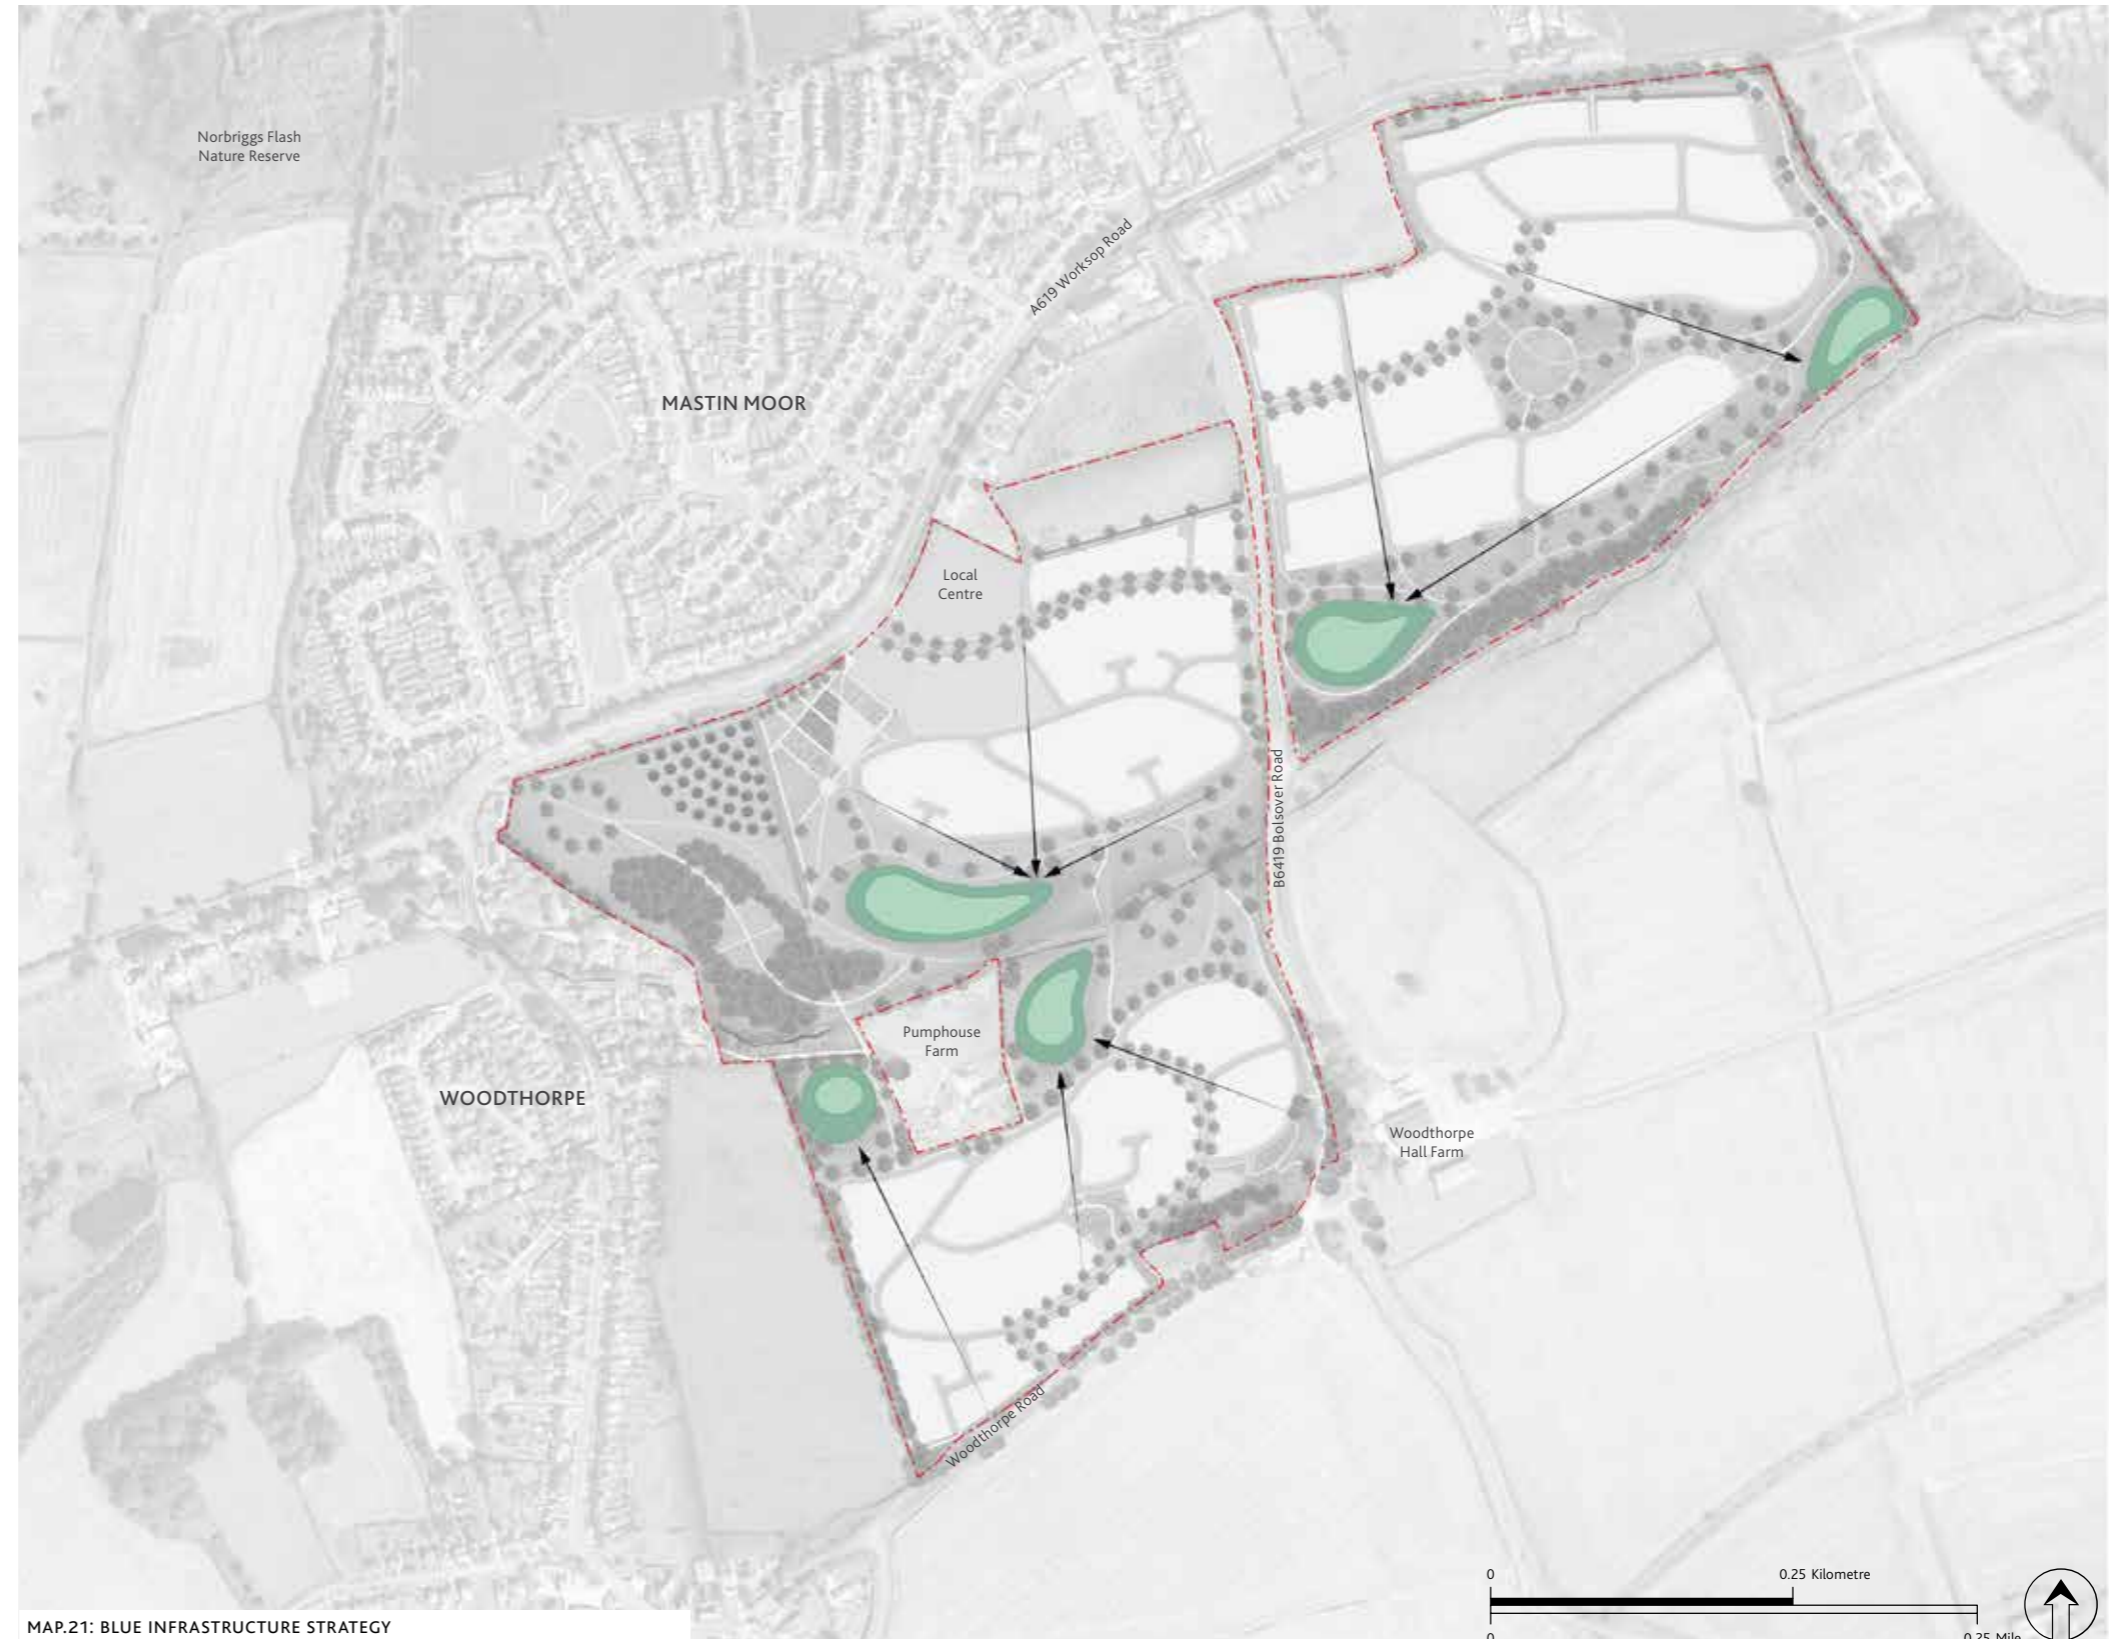 Norbriggs Flash
Nature Reserve
A619 Worksop Road
MASTIN MOOR
Local
Centre
B6419 Bolsover Road
Pumphouse
Farm
WOODTHORPE
Woodthorpe
Hall Farm
Woodthorpe Road
0
0.25 Kilometre
0
0.25 Mile
MAP.21: BLUE INFRASTRUCTURE STRATEGY